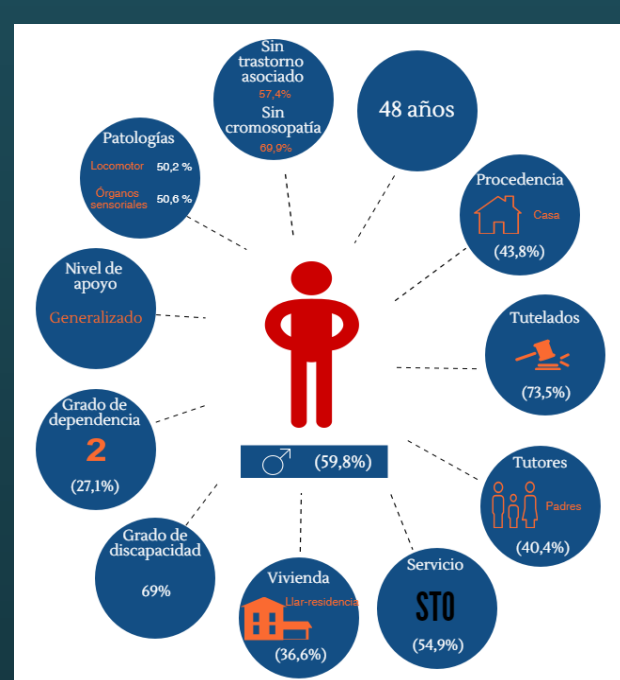 Sin
trastorno
asociado
57,4%
Sin
cromosopatía
69,9%
48 años
Procedencia
Casa
(43,8%)
Tutelados
(73,5%)
Tutores
Padres
(40,4%)
Servicio
STO
(54,9%)
Vivienda
Llar-residencia
(36,6%)
Grado de
discapacidad
69%
Grado de
dependencia
2
(27,1%)
Nivel de
apoyo
Generalizado
Patologías
Locomotor 50,2 %
Órganos
sensoriales 50,6 %
(59,8%)